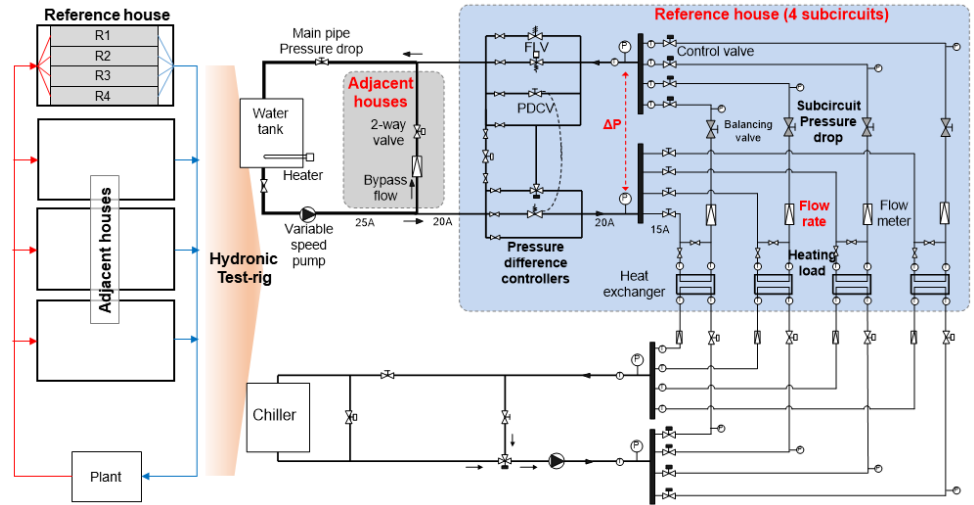 Reference house
R1
R2
R3
R4
Adjacent houses
Plant
Hydronic
Test-rig
Main pipe
Pressure drop
Water
tank
Heater
Adjacent
houses
2-way
valve
Bypass
flow
25A
20A
Variable
speed
pump
Reference house (4 subcircuits)
FLV
PDCV
P
Control valve
P
P
P
P
ΔP
Subcircuit
Pressure
drop
Balancing
valve
P
20A
15A
Flow
rate
Flow
meter
Pressure
difference
controllers
Heating
load
Heat
exchanger
Chiller
P
P
P
P
P
P